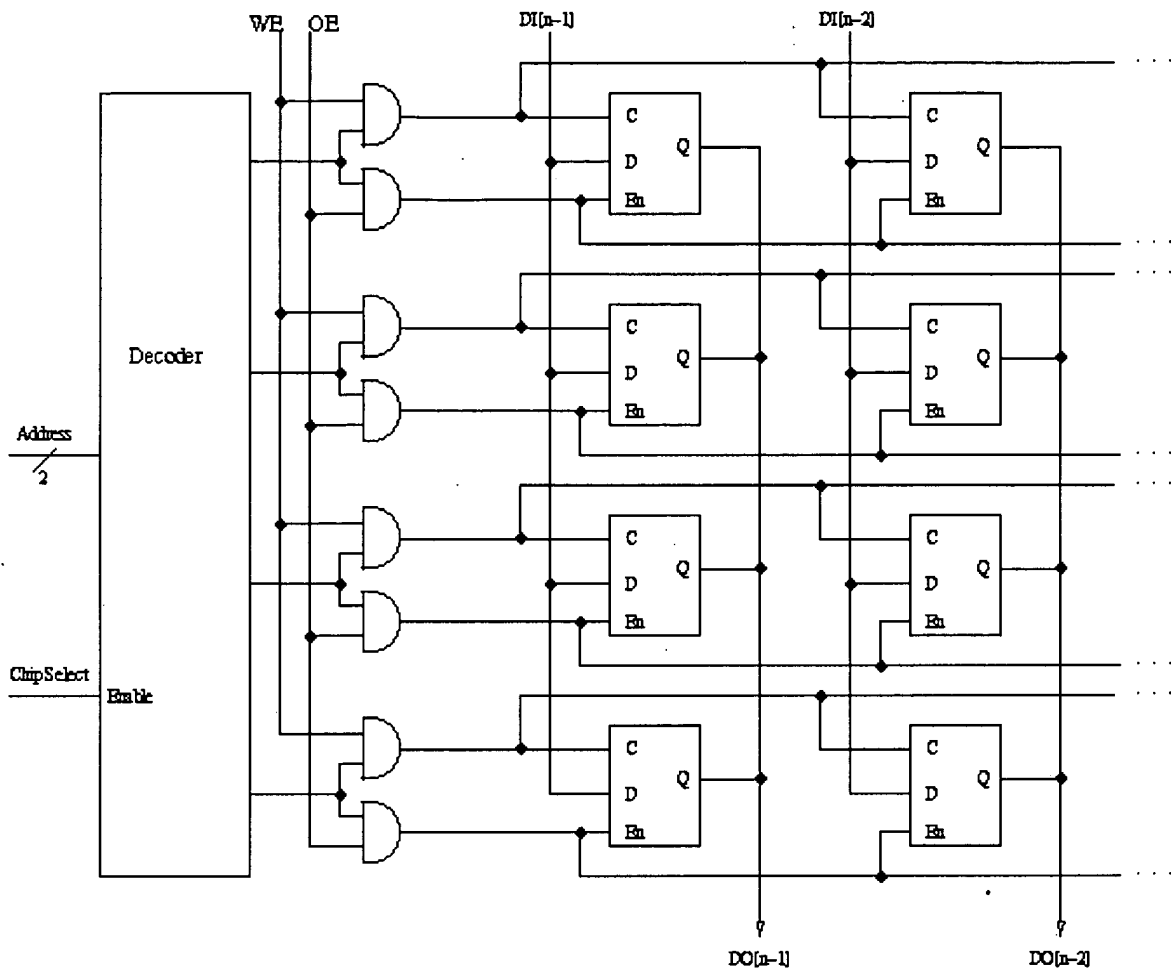 WE OE DI[n-1] DI[n-2]
C Q C Q
D D
En En
C Q C Q
D D
En En
Decoder
Address
2
C Q C Q
D D
En En
ChipSelect
Enable
C Q C Q
D D
En En
DO[n-1] DO[n-2]